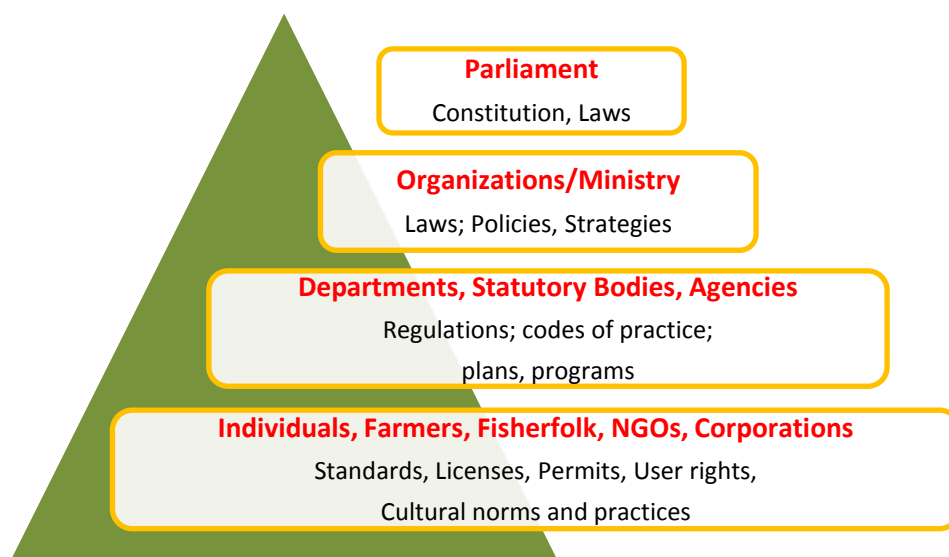 Parliament
Constitution, Laws
Organizations/Ministry
Laws; Policies, Strategies
Departments, Statutory Bodies, Agencies
Regulations; codes of practice;
plans, programs
Individuals, Farmers, Fisherfolk, NGOs, Corporations
Standards, Licenses, Permits, User rights,
Cultural norms and practices